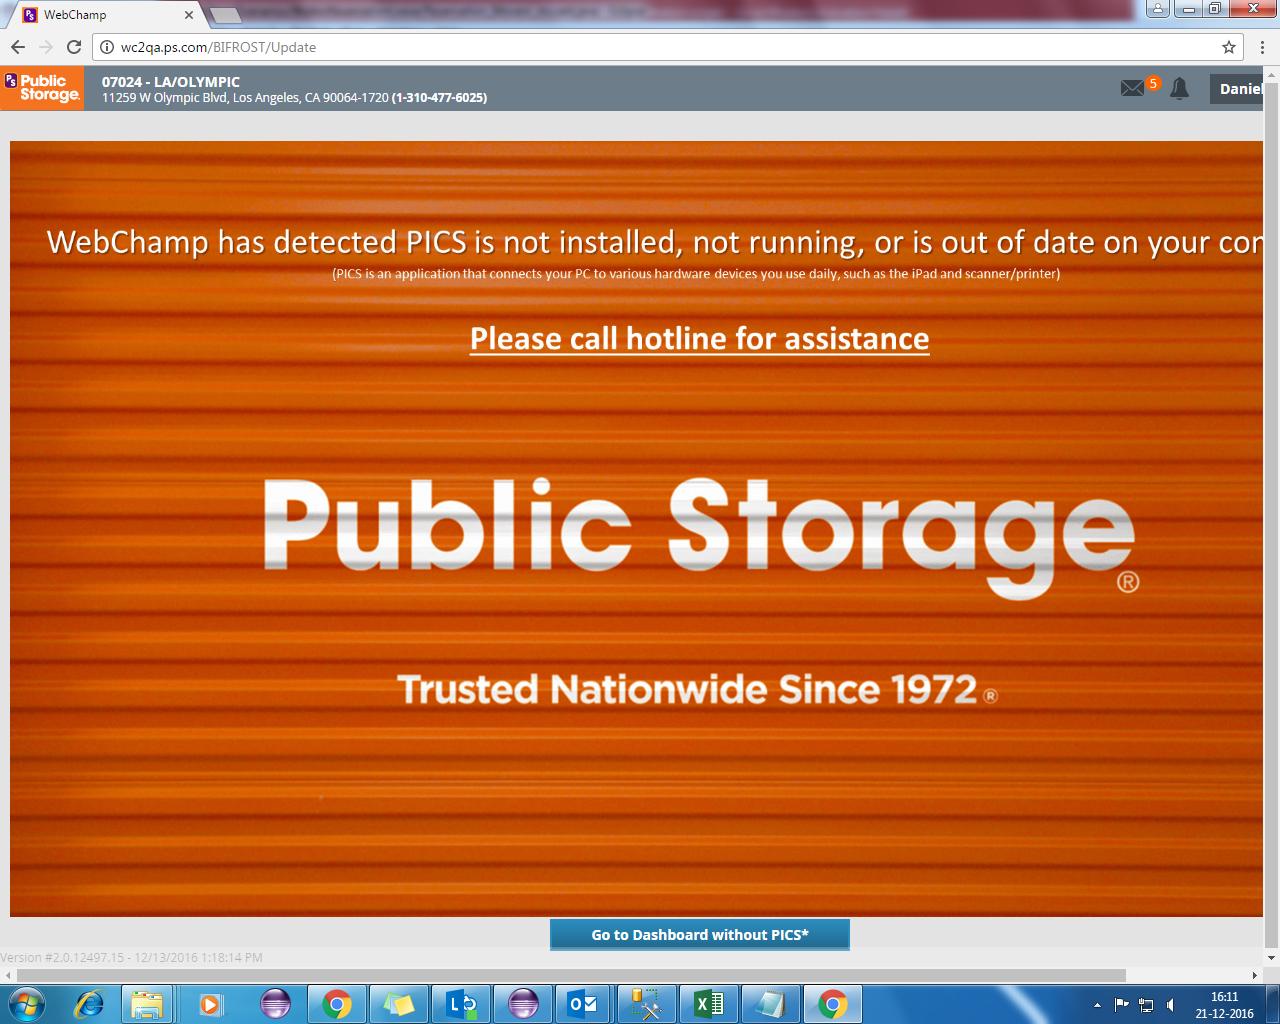 WebChamp
wc2qa.ps.com/BIFROST/Update
PS Public
Storage.
07024 - LA/OLYMPIC
11259 W Olympic Blvd, Los Angeles, CA 90064-1720 (1-310-477-6025)
5
Daniel
WebChamp has detected PICS is not installed, not running, or is out of date on your con
(PICS is an application that connects your PC to various hardware devices you use daily, such as the iPad and scanner/printer)
Please call hotline for assistance
Public Storage®
Trusted Nationwide Since 1972®
Go to Dashboard without PICS*
Version #2.0.12497.15 - 12/13/2016 1:18:14 PM
16:11
21-12-2016